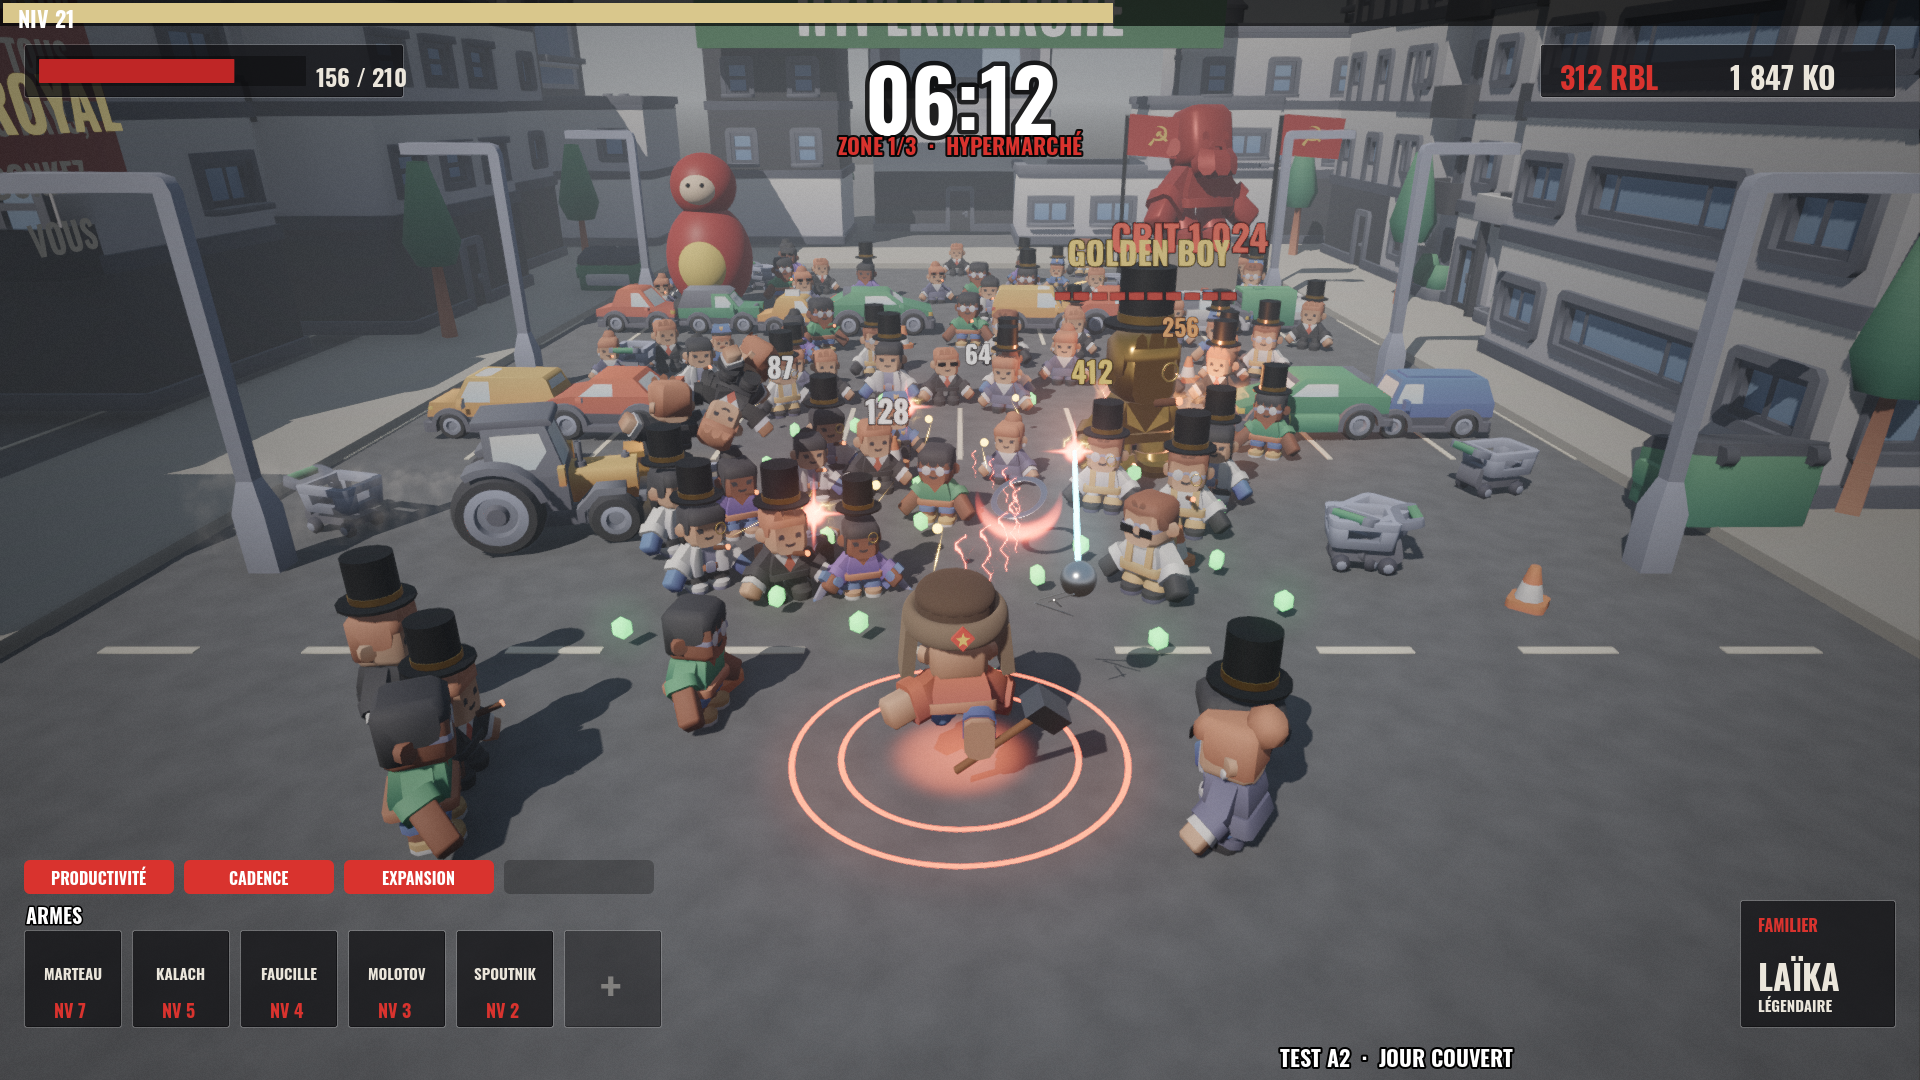 NIV 21
HYPERMARCHÉ
156 / 210
06:12
ZONE 1/3 · HYPERMARCHÉ
312 RBL
1 847 KO
TOUS
ROYAL
VOUS
CRIT 1 024
GOLDEN BOY
256
87
64
412
128
PRODUCTIVITÉ
CADENCE
EXPANSION
ARMES
MARTEAU
NV 7
KALACH
NV 5
FAUCILLE
NV 4
MOLOTOV
NV 3
SPOUTNIK
NV 2
+
FAMILIER
LAÏKA
LÉGENDAIRE
TEST A2 · JOUR COUVERT